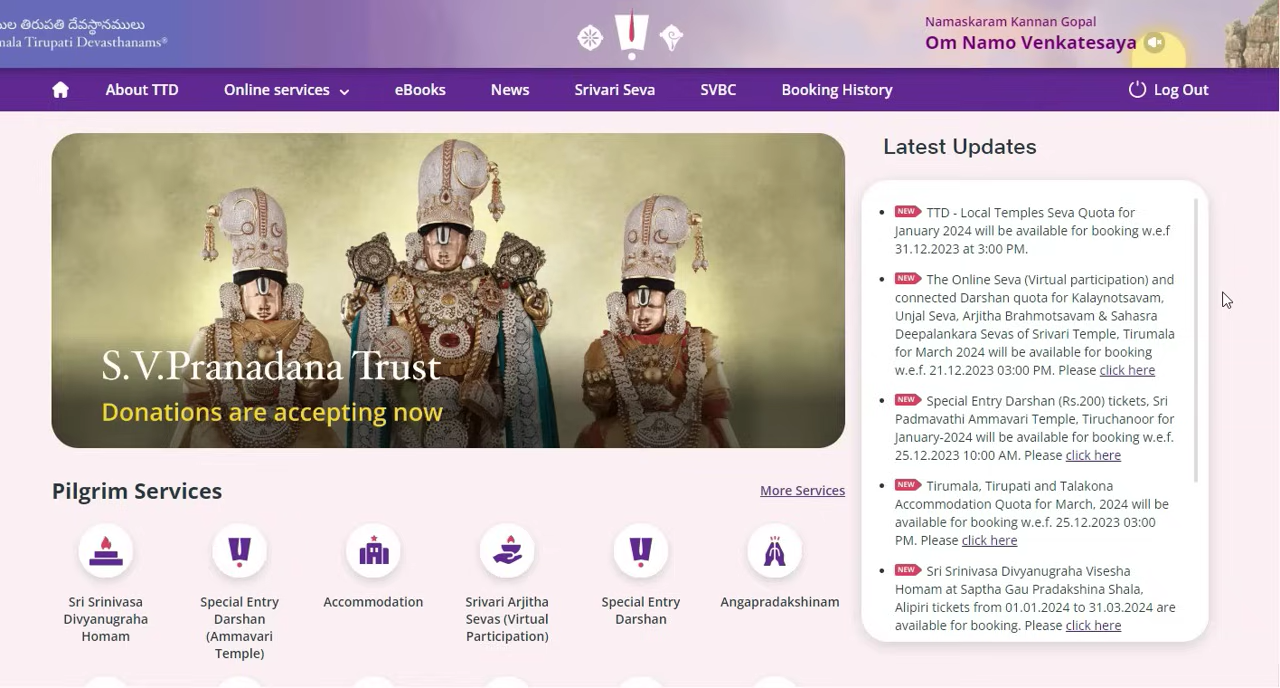 తిరుపతి దేవస్థానములు
Tirupati Devasthanams®
Namaskaram Kannan Gopal
Om Namo Venkatesaya
About TTD
Online services
eBooks
News
Srivari Seva
SVBC
Booking History
Log Out
S.V.Pranadana Trust
Donations are accepting now
Pilgrim Services
More Services
Sri Srinivasa
Divyanugraha
Homam
Special Entry
Darshan
(Ammavari
Temple)
Accommodation
Srivari Arjitha
Sevas (Virtual
Participation)
Special Entry
Darshan
Angapradakshinam
Latest Updates
NEW TTD - Local Temples Seva Quota for
January 2024 will be available for booking w.e.f
31.12.2023 at 3:00 PM.
NEW The Online Seva (Virtual participation) and
connected Darshan quota for Kalaynotsavam,
Unjal Seva, Arjitha Brahmotsavam & Sahasra
Deepalankara Sevas of Srivari Temple, Tirumala
for March 2024 will be available for booking
w.e.f. 21.12.2023 03:00 PM. Please click here
NEW Special Entry Darshan (Rs.200) tickets, Sri
Padmavathi Ammavari Temple, Tiruchanoor for
January-2024 will be available for booking w.e.f.
25.12.2023 10:00 AM. Please click here
NEW Tirumala, Tirupati and Talakona
Accommodation Quota for March, 2024 will be
available for booking w.e.f. 25.12.2023 03:00
PM. Please click here
NEW Sri Srinivasa Divyanugraha Visesha
Homam at Saptha Gau Pradakshina Shala,
Alipiri tickets from 01.01.2024 to 31.03.2024 are
available for booking. Please click here